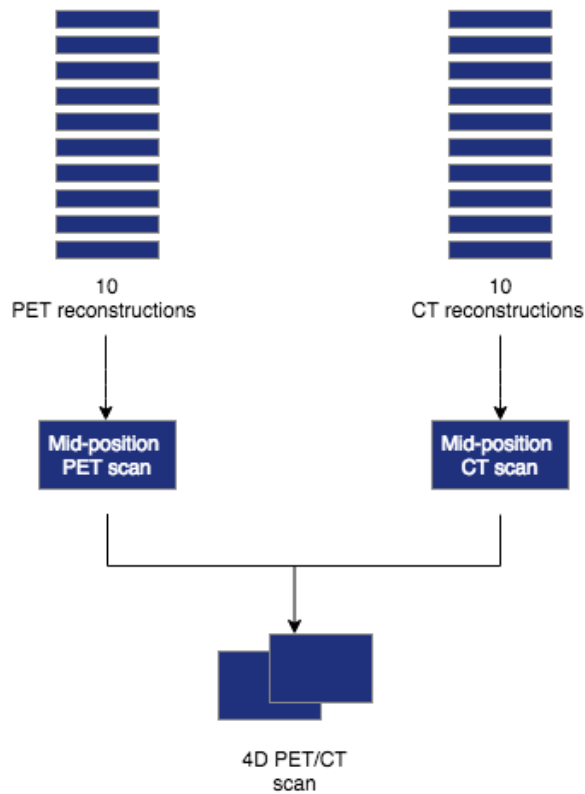 10
PET reconstructions
10
CT reconstructions
Mid-position
PET scan
Mid-position
CT scan
4D PET/CT
scan